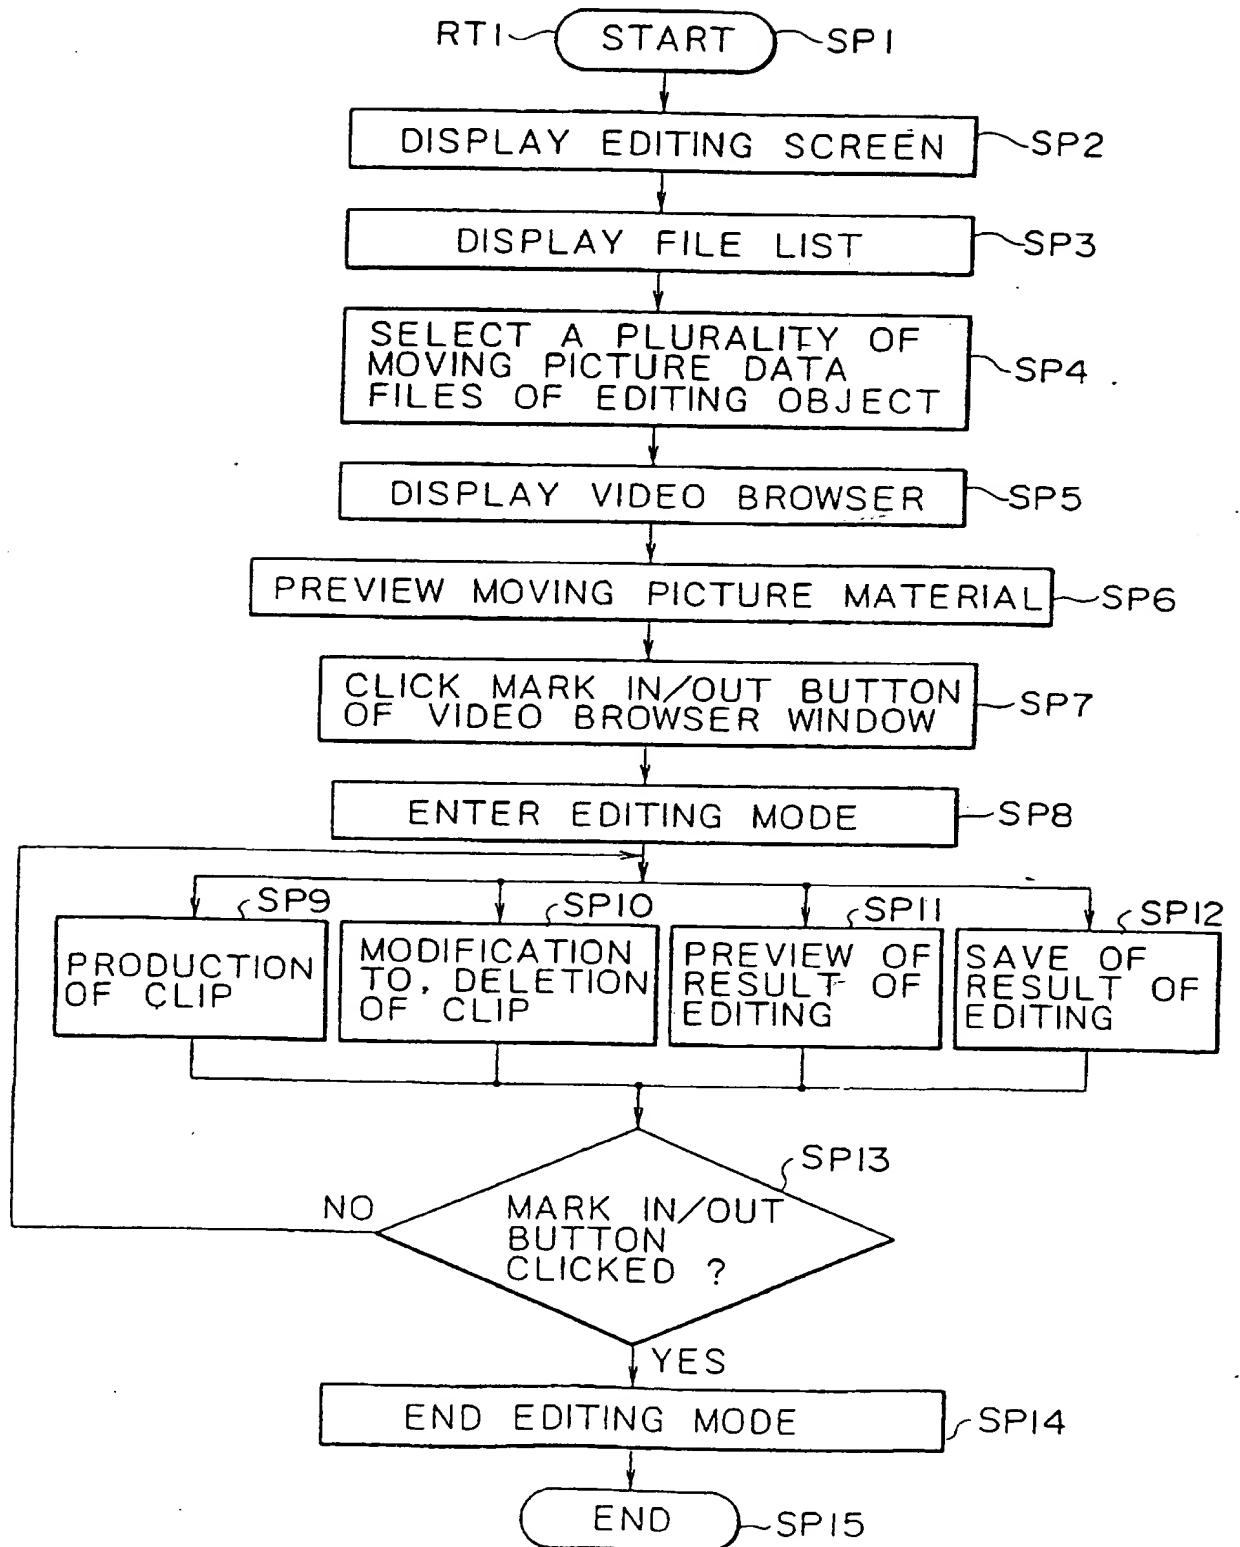 RT1 START SP1
DISPLAY EDITING SCREEN SP2
DISPLAY FILE LIST SP3
SELECT A PLURALITY OF
MOVING PICTURE DATA SP4
FILES OF EDITING OBJECT
DISPLAY VIDEO BROWSER SP5
PREVIEW MOVING PICTURE MATERIAL SP6
CLICK MARK IN/OUT BUTTON
OF VIDEO BROWSER WINDOW SP7
ENTER EDITING MODE SP8
SP9
PRODUCTION
OF CLIP
SP10
MODIFICATION
TO, DELETION
OF CLIP
SP11
PREVIEW OF
RESULT OF
EDITING
SP12
SAVE OF
RESULT OF
EDITING
SP13
NO
MARK IN/OUT
BUTTON
CLICKED ?
YES
END EDITING MODE SP14
END SP15